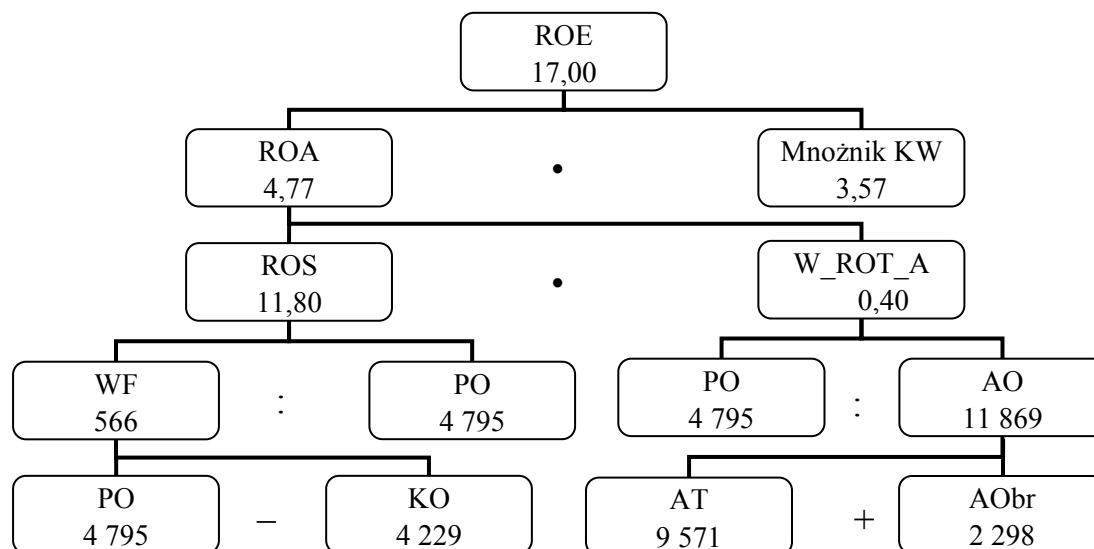 ROE
17,00
ROA
4,77
•
Mnożnik KW
3,57
ROS
11,80
•
W_ROT_A
0,40
WF
566
:
PO
4 795
PO
4 795
:
AO
11 869
PO
4 795
–
KO
4 229
AT
9 571
+
AObr
2 298